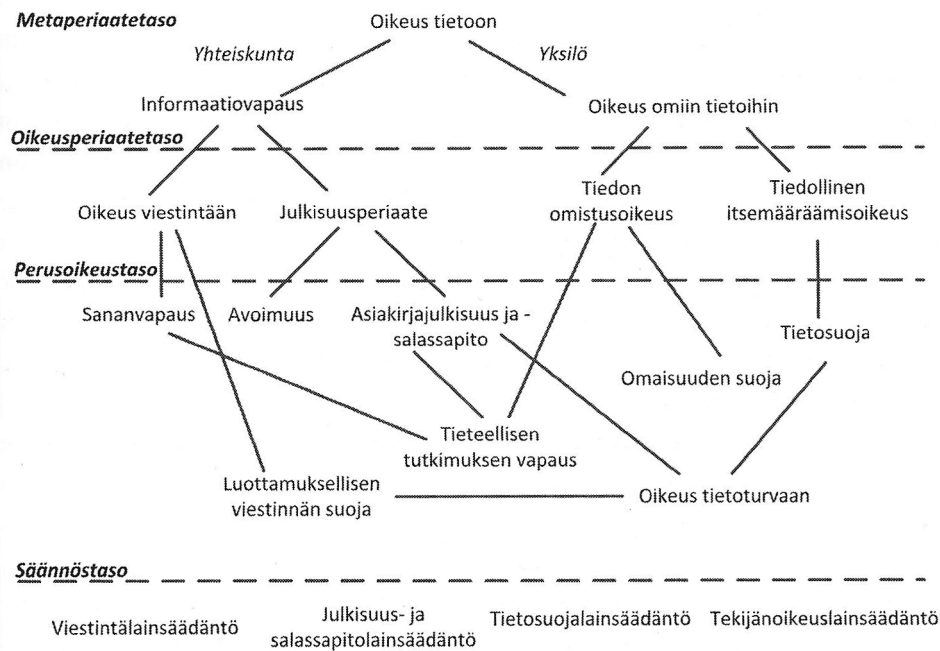 Metaperiaatetaso
Oikeus tietoon
Yhteiskunta
Yksilö
Informaatiovapaus
Oikeus omiin tietoihin
Oikeusperiaatetaso
Oikeus viestintään
Julkisuusperiaate
Tiedon
omistusoikeus
Tiedollinen
itsemääräämisoikeus
Perusoikeustaso
Sananvapaus
Avoimuus
Asiakirjajulkisuus ja -
salassapito
Tietosuoja
Omaisuuden suoja
Tieteellisen
tutkimuksen vapaus
Luottamuksellisen
viestinnän suoja
Oikeus tietoturvaan
Säännöstaso
Viestintälainsäädäntö
Julkisuus- ja
salassapitolainsäädäntö
Tietosuojalainsäädäntö
Tekijänoikeuslainsäädäntö